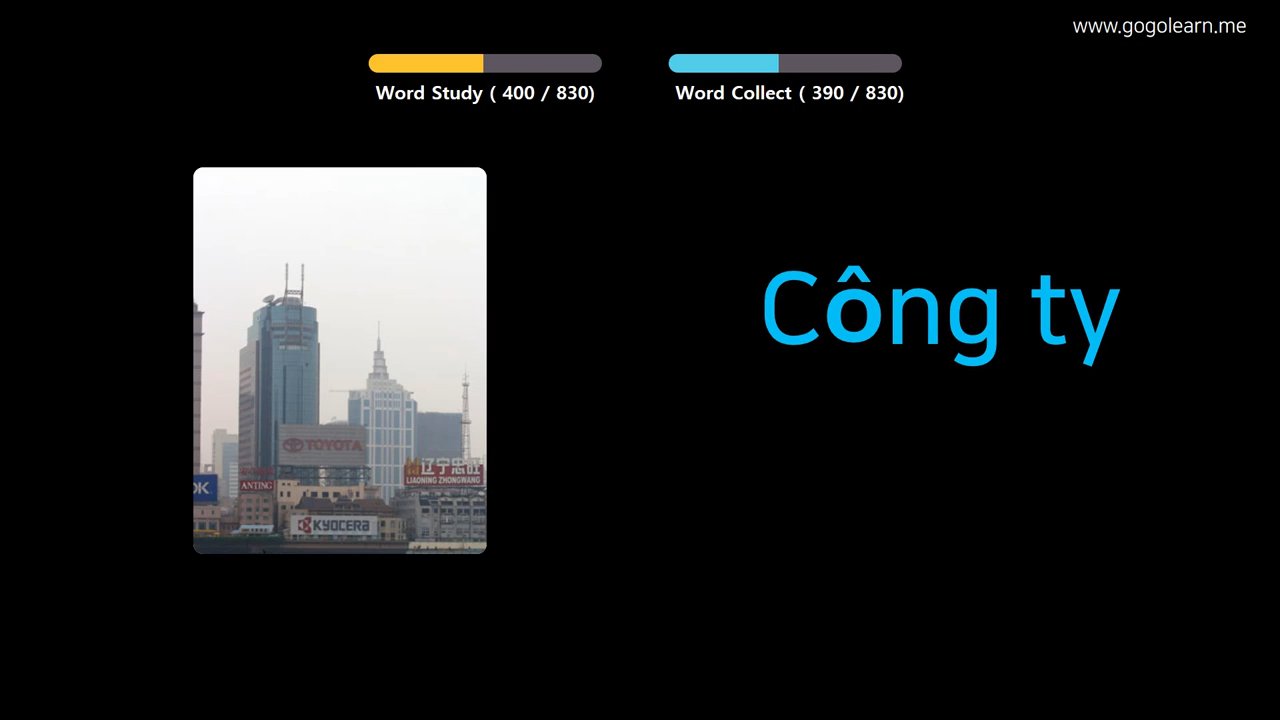 www.gogolearn.me
Word Study ( 400 / 830)
Word Collect ( 390 / 830)
Công ty
TOYOTA
辽宁忠旺
LIAONING ZHONGWANG
OK
ANTING
KYOCERA